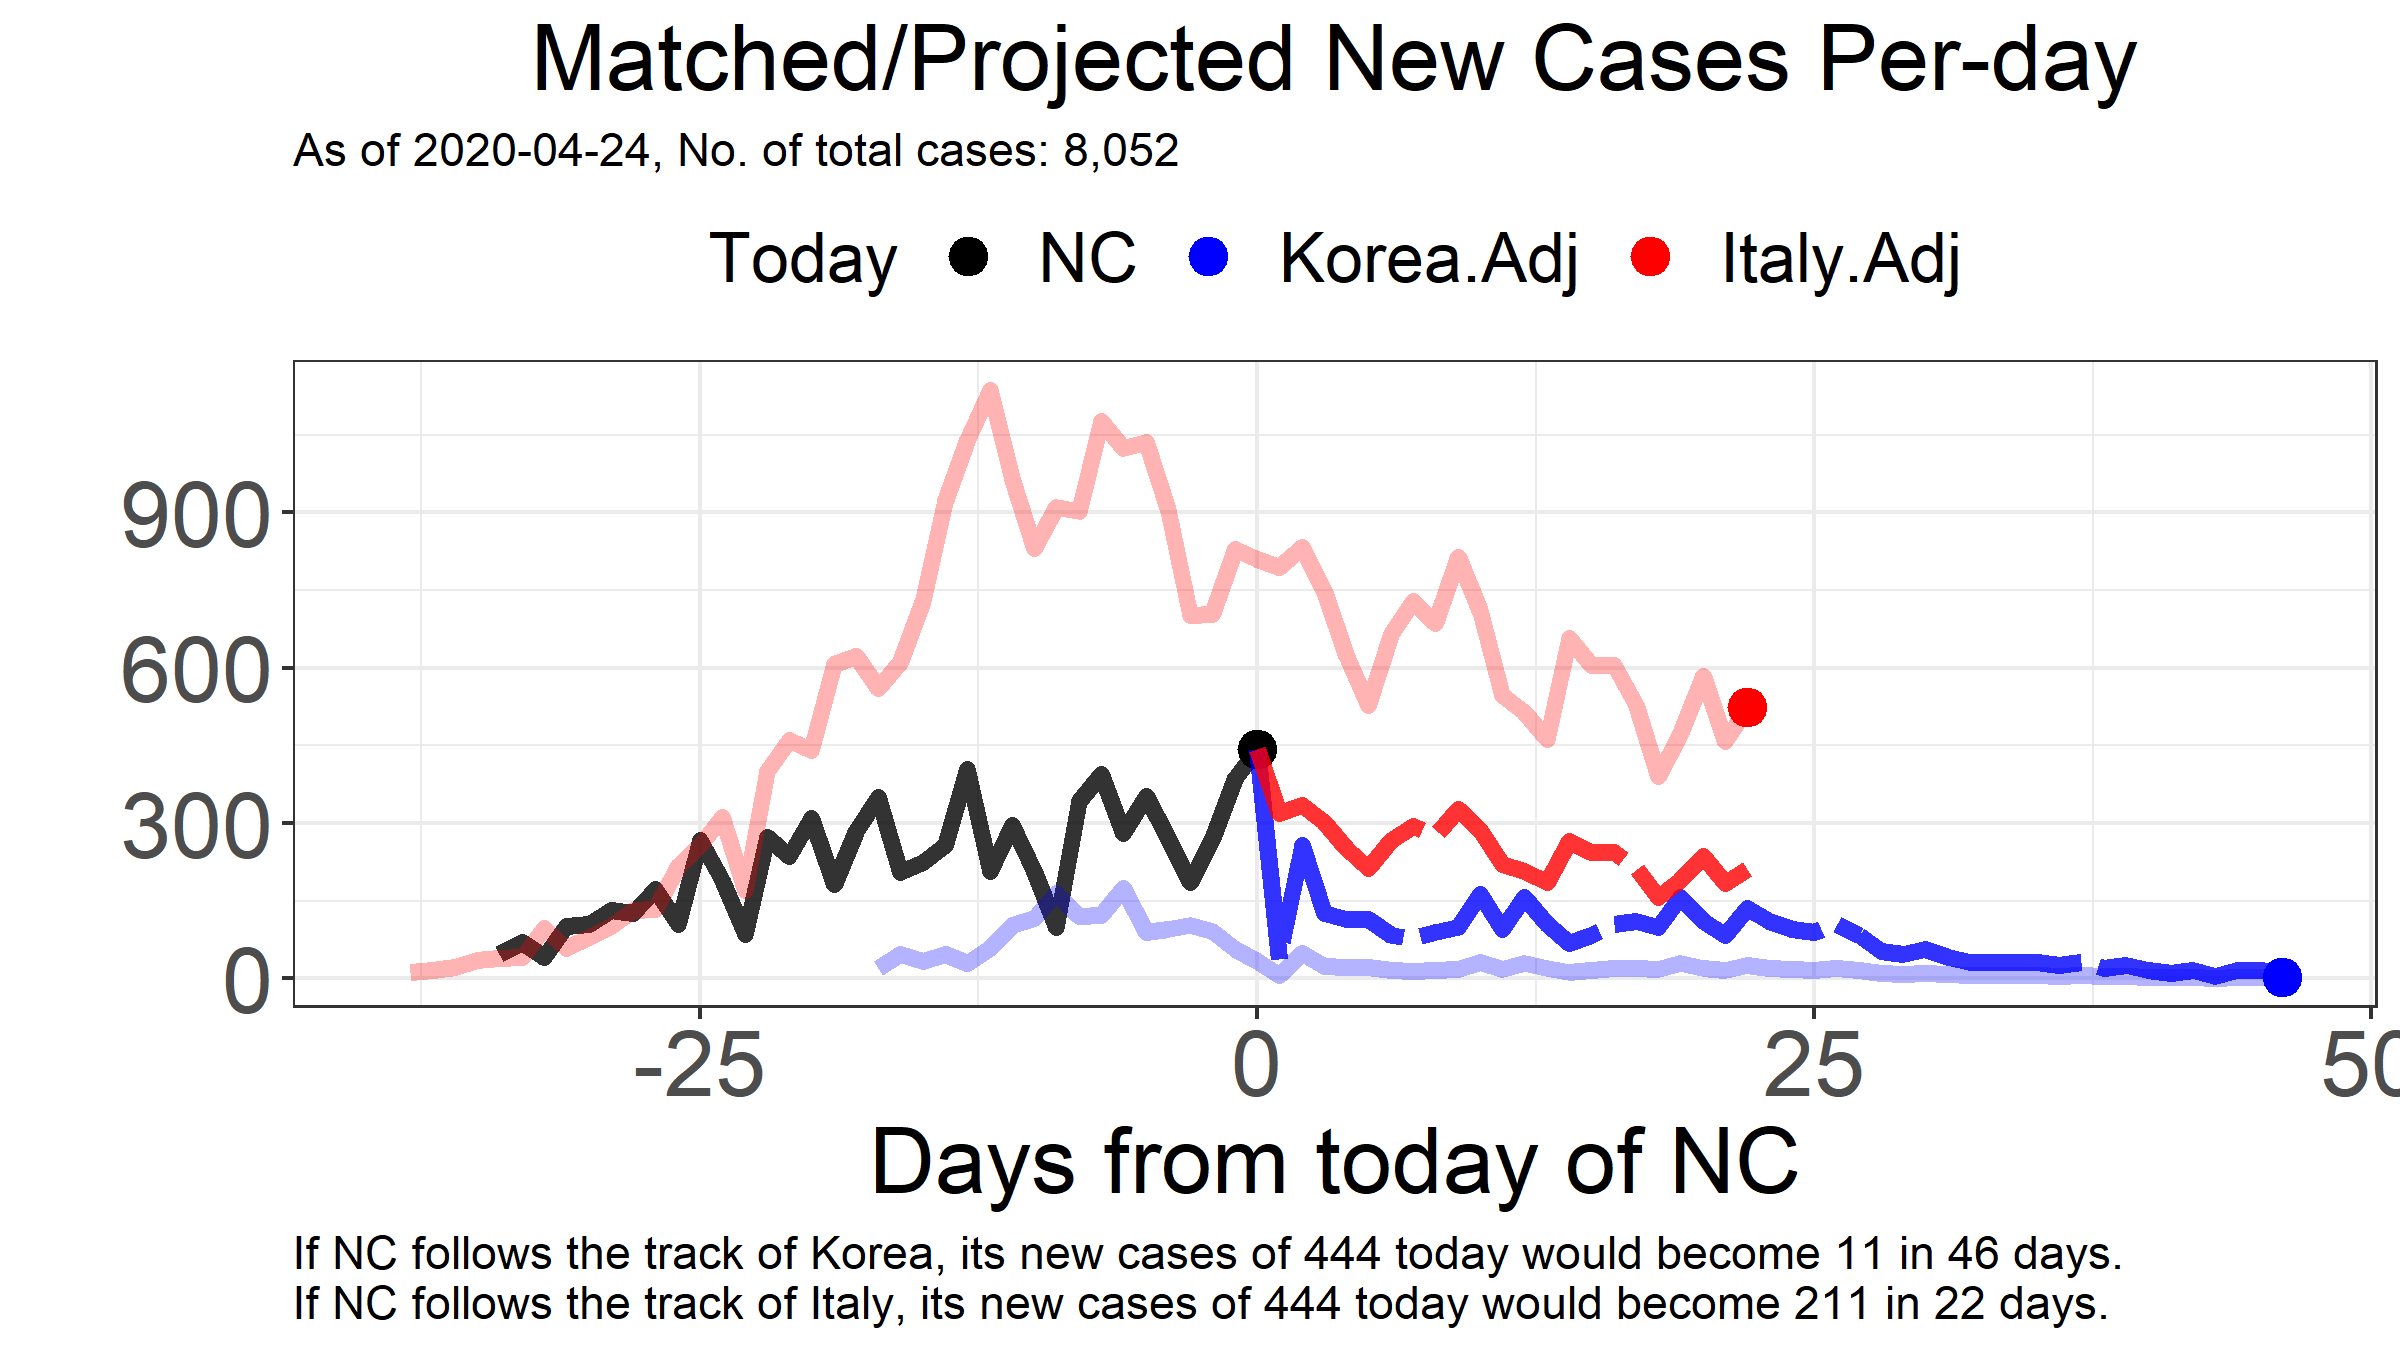 Matched/Projected New Cases Per-day
As of 2020-04-24, No. of total cases: 8,052
Today NC Korea.Adj Italy.Adj
900
600
300
0
-25 0 25 50
Days from today of NC
If NC follows the track of Korea, its new cases of 444 today would become 11 in 46 days.
If NC follows the track of Italy, its new cases of 444 today would become 211 in 22 days.